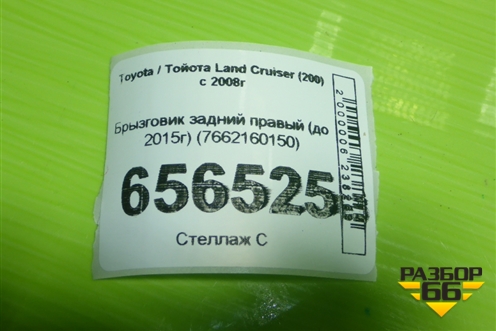 Toyota / Тойота Land Cruiser (200)
с 2008г
Брызговик задний правый (до
2015г) (7662160150)
656525
Стеллаж С
РАЗБОР
66